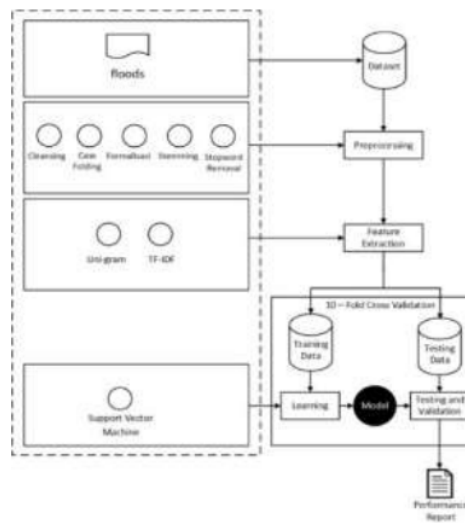 floods
Dataset
Cleansing
Case
Folding
Formalisasi
Stemming
Stopword
Removal
Preprocessing
Uni-gram
TF-IDF
Feature
Extraction
10 – Fold Cross Validation
Training
Data
Testing
Data
Support Vector
Machine
Learning
Model
Testing and
Validation
Performance
Report